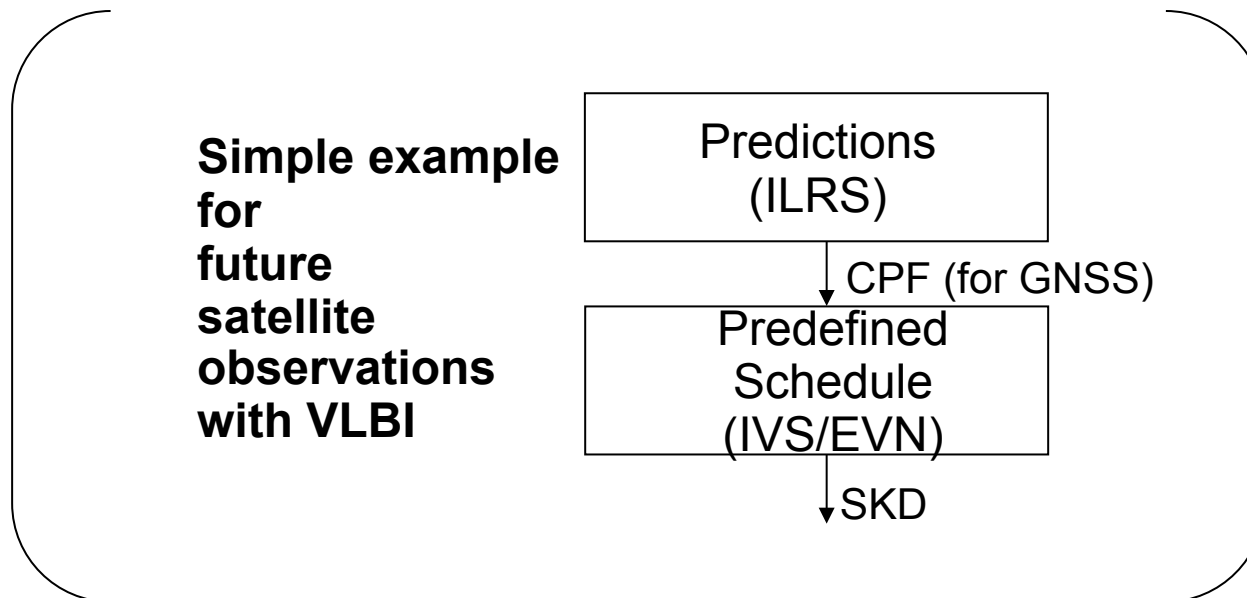 Simple example
for
future
satellite
observations
with VLBI
Predictions
(ILRS)
CPF (for GNSS)
Predefined
Schedule
(IVS/EVN)
SKD